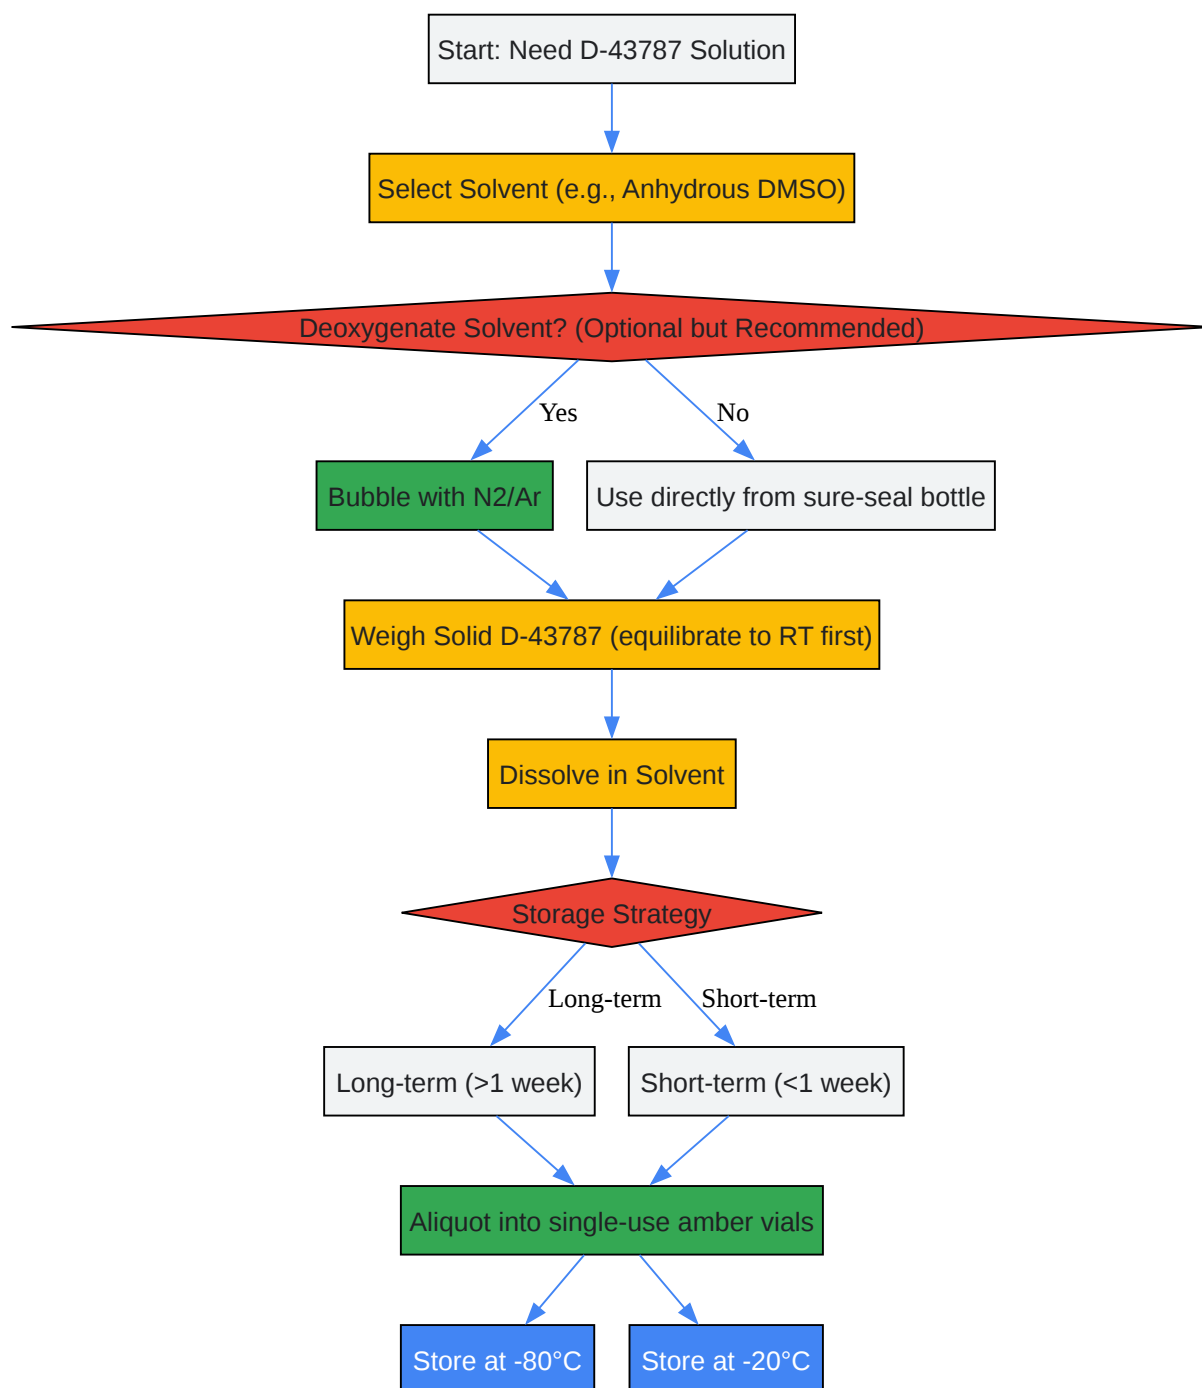 Start: Need D-43787 Solution
Select Solvent (e.g., Anhydrous DMSO)
Deoxygenate Solvent? (Optional but Recommended)
Yes
No
Bubble with N2/Ar
Use directly from sure-seal bottle
Weigh Solid D-43787 (equilibrate to RT first)
Dissolve in Solvent
Storage Strategy
Long-term
Short-term
Long-term (>1 week)
Short-term (<1 week)
Aliquot into single-use amber vials
Store at -80°C
Store at -20°C